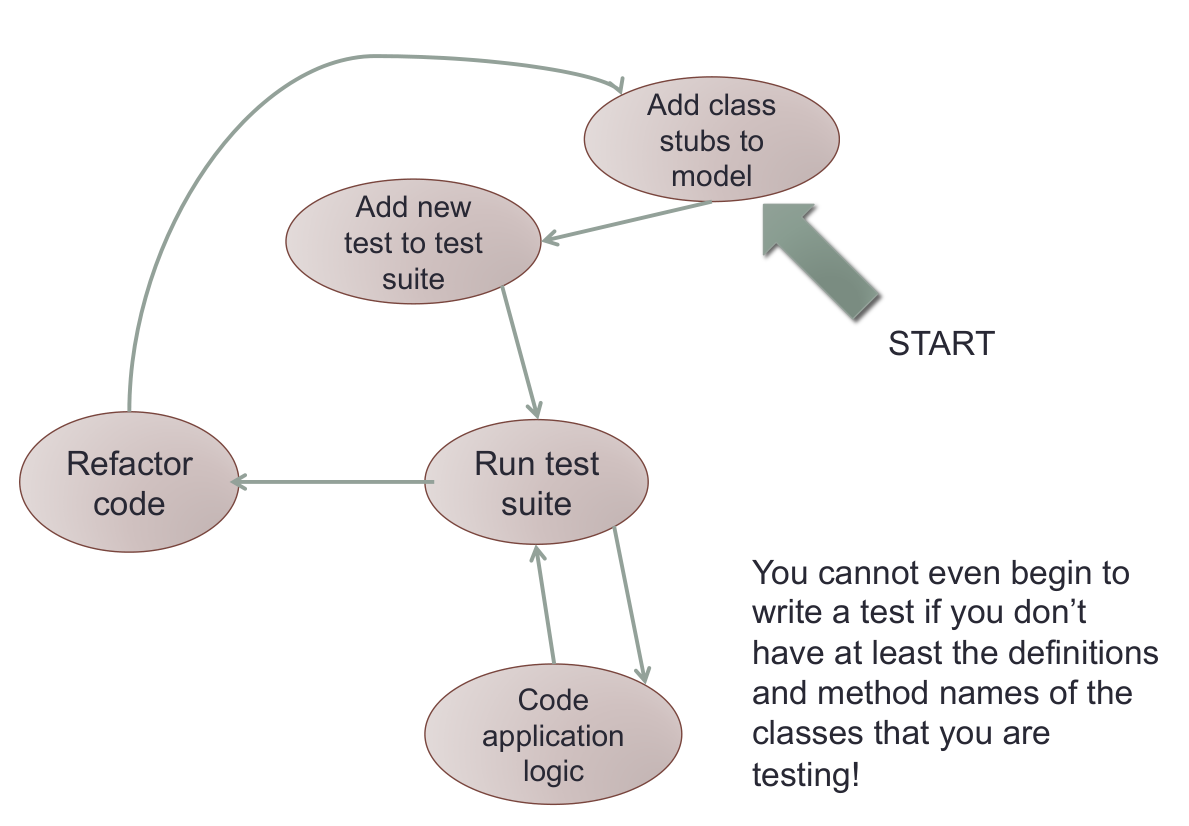 Add class
stubs to
model
Add new
test to test
suite
START
Refactor
code
Run test
suite
You cannot even begin to
write a test if you don’t
have at least the definitions
and method names of the
classes that you are
testing!
Code
application
logic